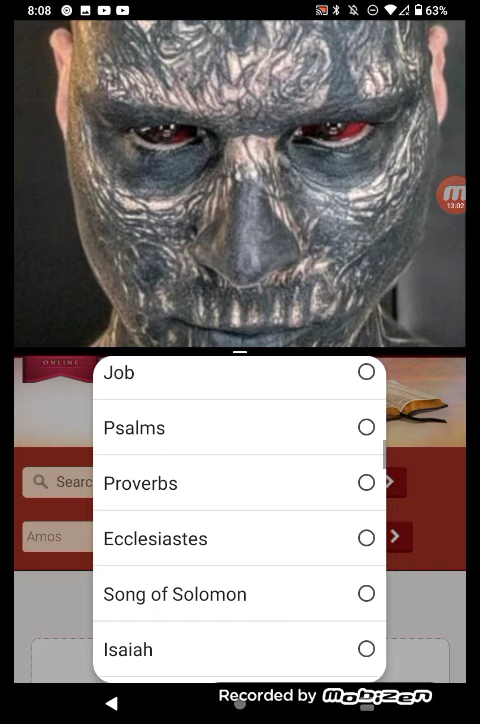 8:08
63%
13:02
ONLINE
Job
Psalms
Proverbs
Searc
Ecclesiastes
Amos
Song of Solomon
Isaiah
Recorded by Mobizen